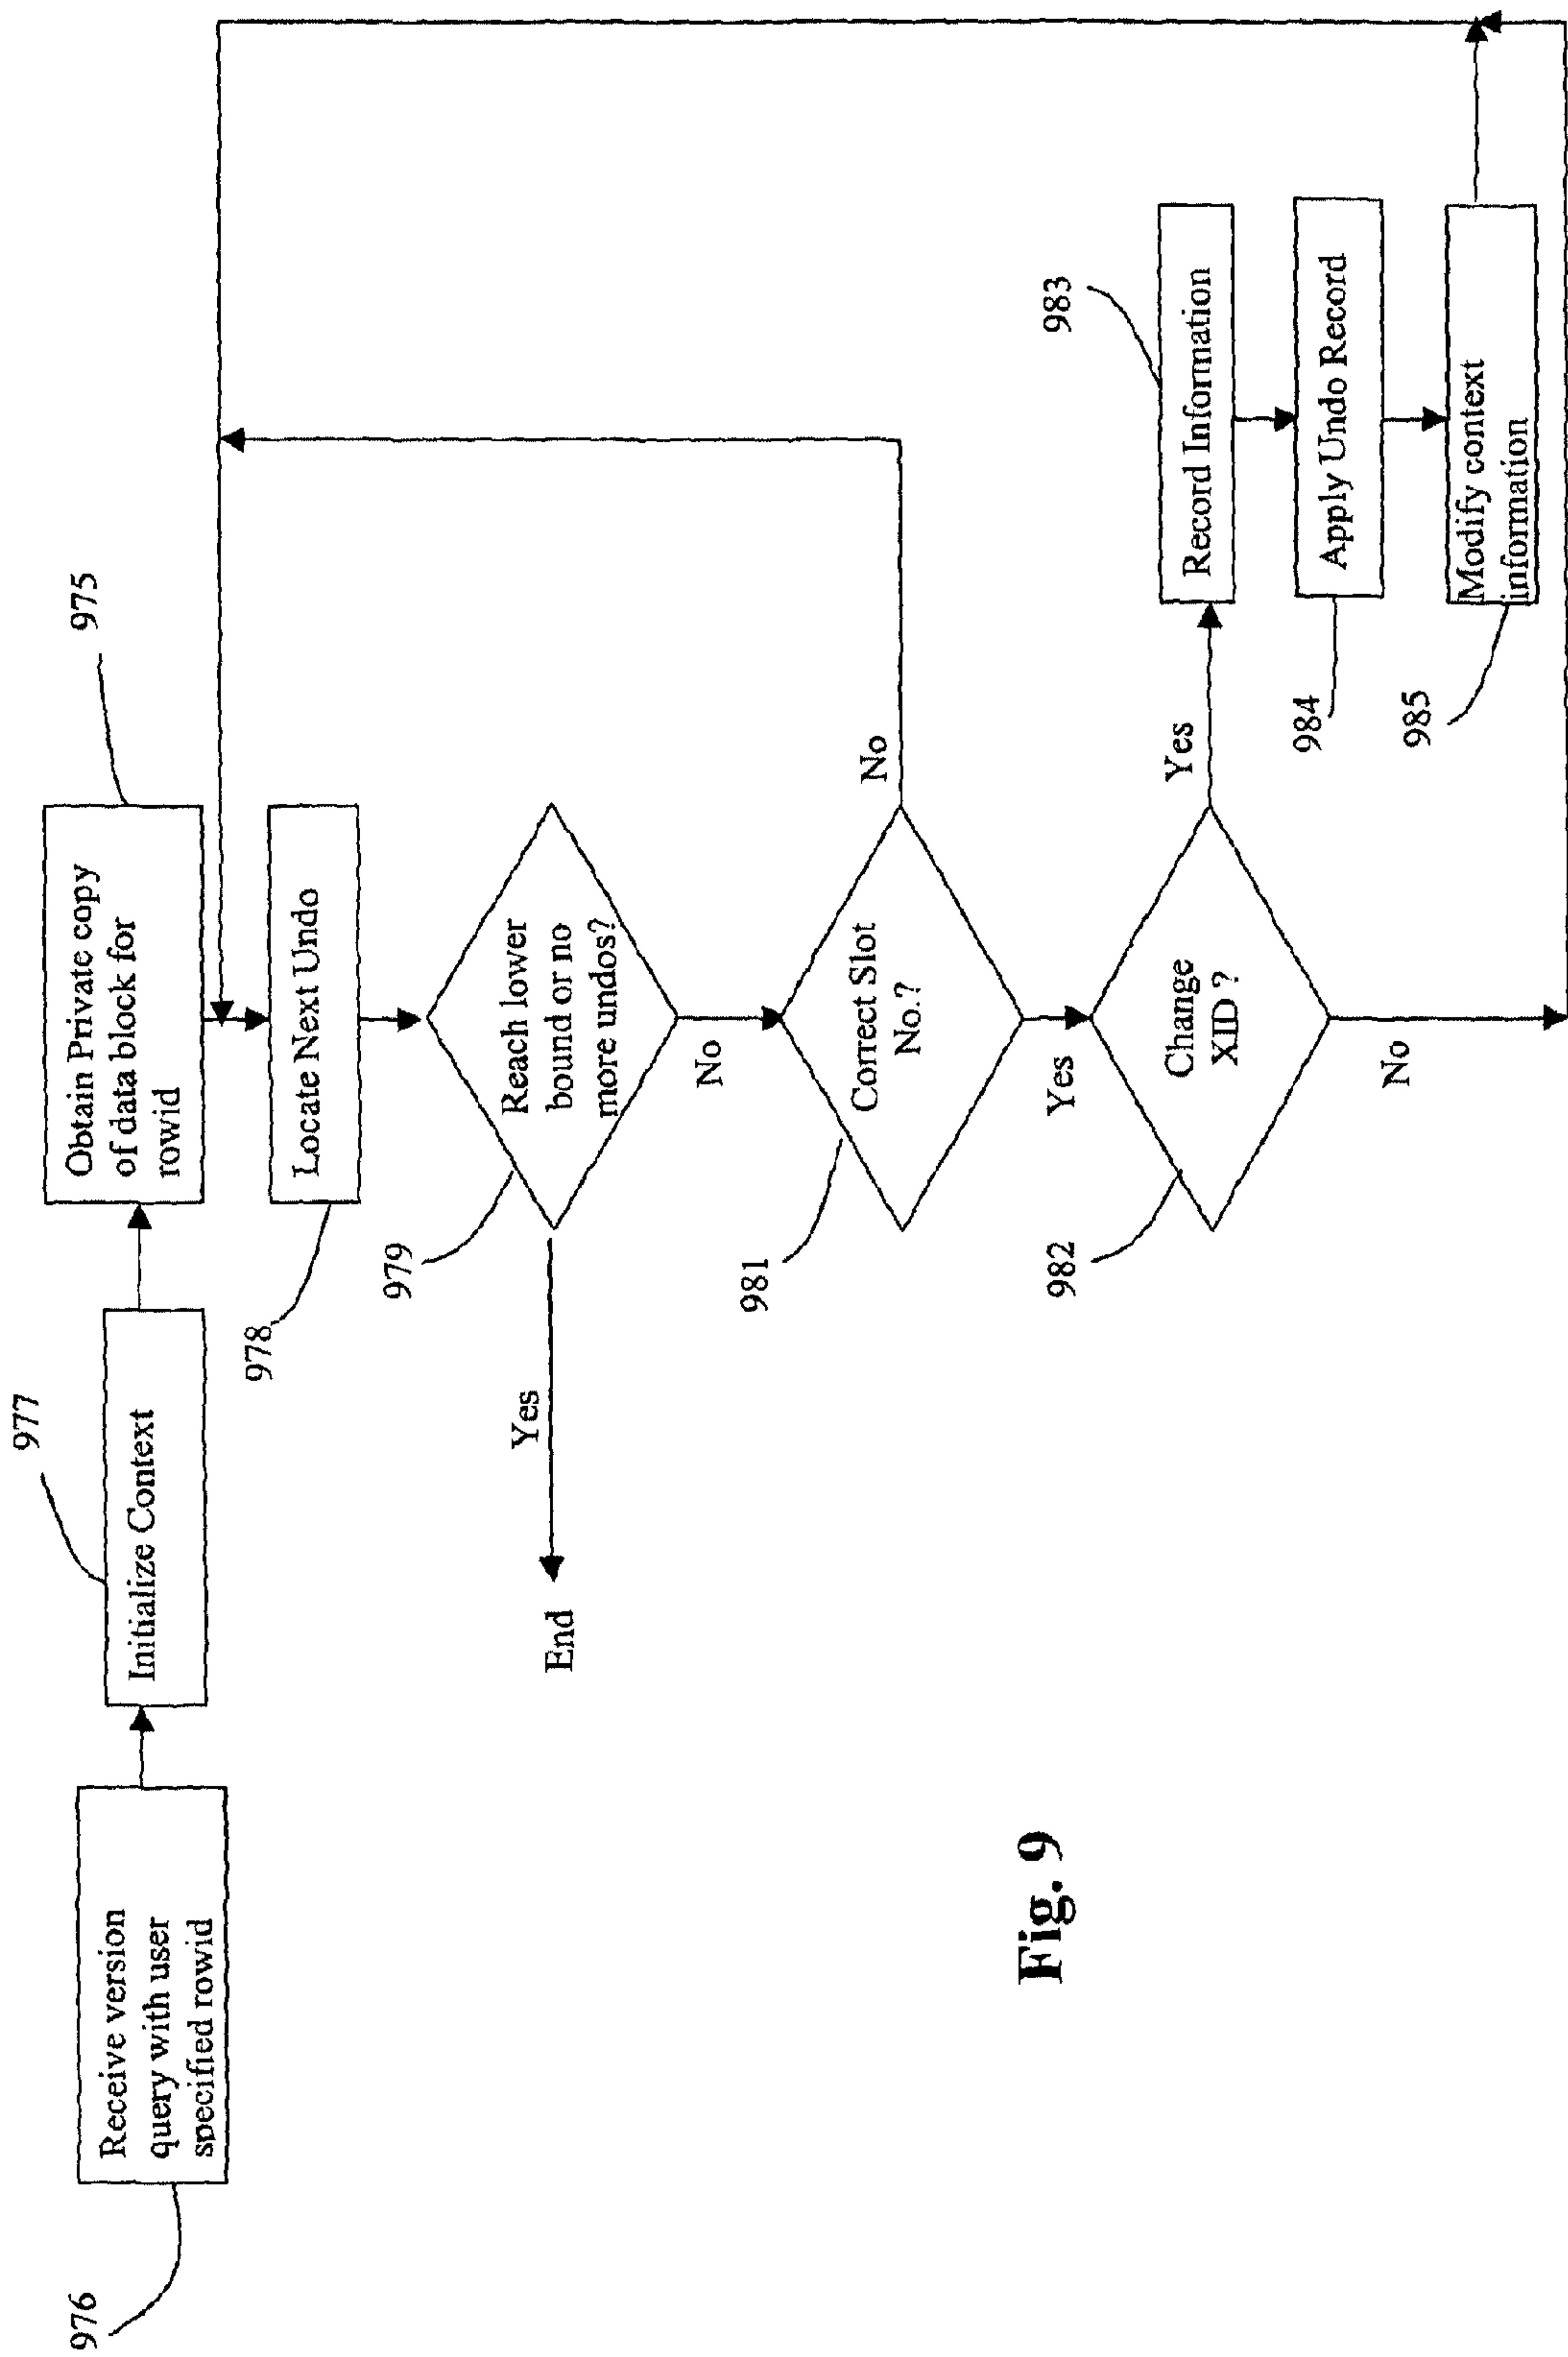 976
Receive version
query with user
specified rowid
977
Initialize Context
975
Obtain Private copy
of data block for
rowid
978
Locate Next Undo
979
Reach lower
bound or no
more undos?
Yes
End
No
981
Correct Slot
No.?
No
Yes
982
Change
XID ?
Yes
No
983
Record Information
984
Apply Undo Record
985
Modify context
information
Fig. 9